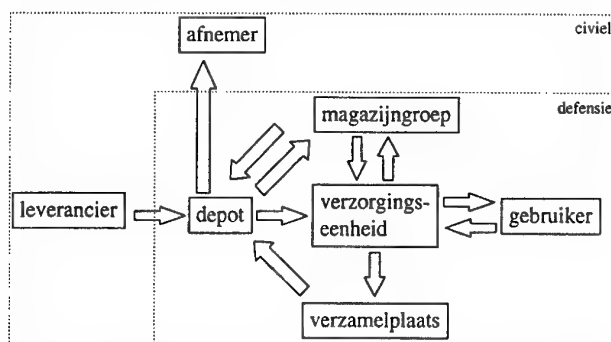 afnemer
civiel
defensie
magazijngroep
leverancier
depot
verzorgings-
eenheid
gebruiker
verzamelplaats